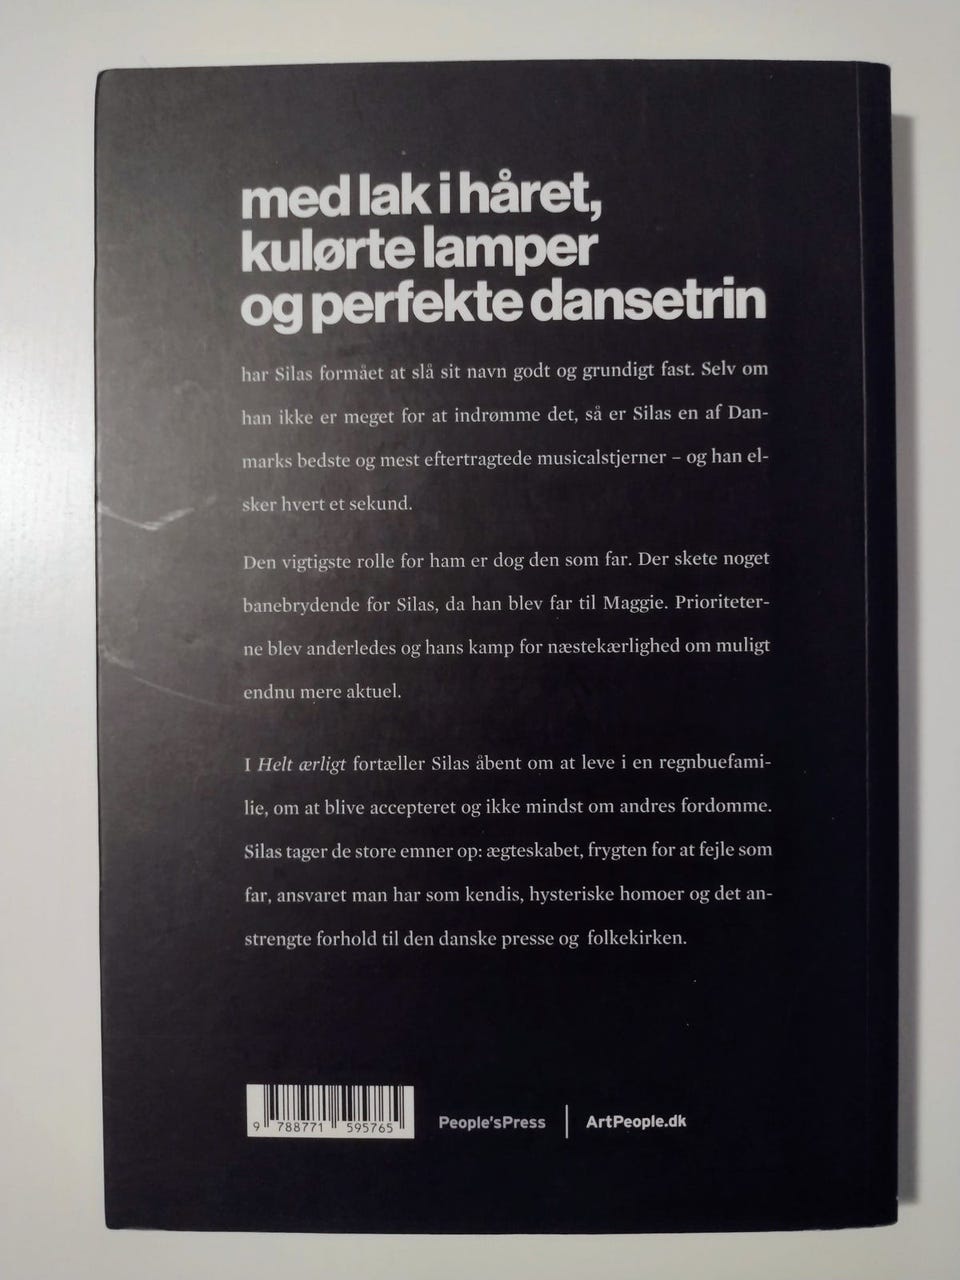 med lak i håret,
kulørte lamper
og perfekte dansetrin
har Silas formået at slå sit navn godt og grundigt fast. Selv om
han ikke er meget for at indrømme det, så er Silas en af Dan-
marks bedste og mest eftertragtede musicalstjerner – og han el-
sker hvert et sekund.
Den vigtigste rolle for ham er dog den som far. Der skete noget
banebrydende for Silas, da han blev far til Maggie. Prioriteter-
ne blev anderledes og hans kamp for næstekærlighed om muligt
endnu mere aktuel.
I Helt ærligt fortæller Silas åbent om at leve i en regnbuefami-
lie, om at blive accepteret og ikke mindst om andres fordomme.
Silas tager de store emner op: ægteskabet, frygten for at fejle som
far, ansvaret man har som kendis, hysteriske homoer og det an-
strengte forhold til den danske presse og folkekirken.
9 788771 595765
People'sPress | ArtPeople.dk